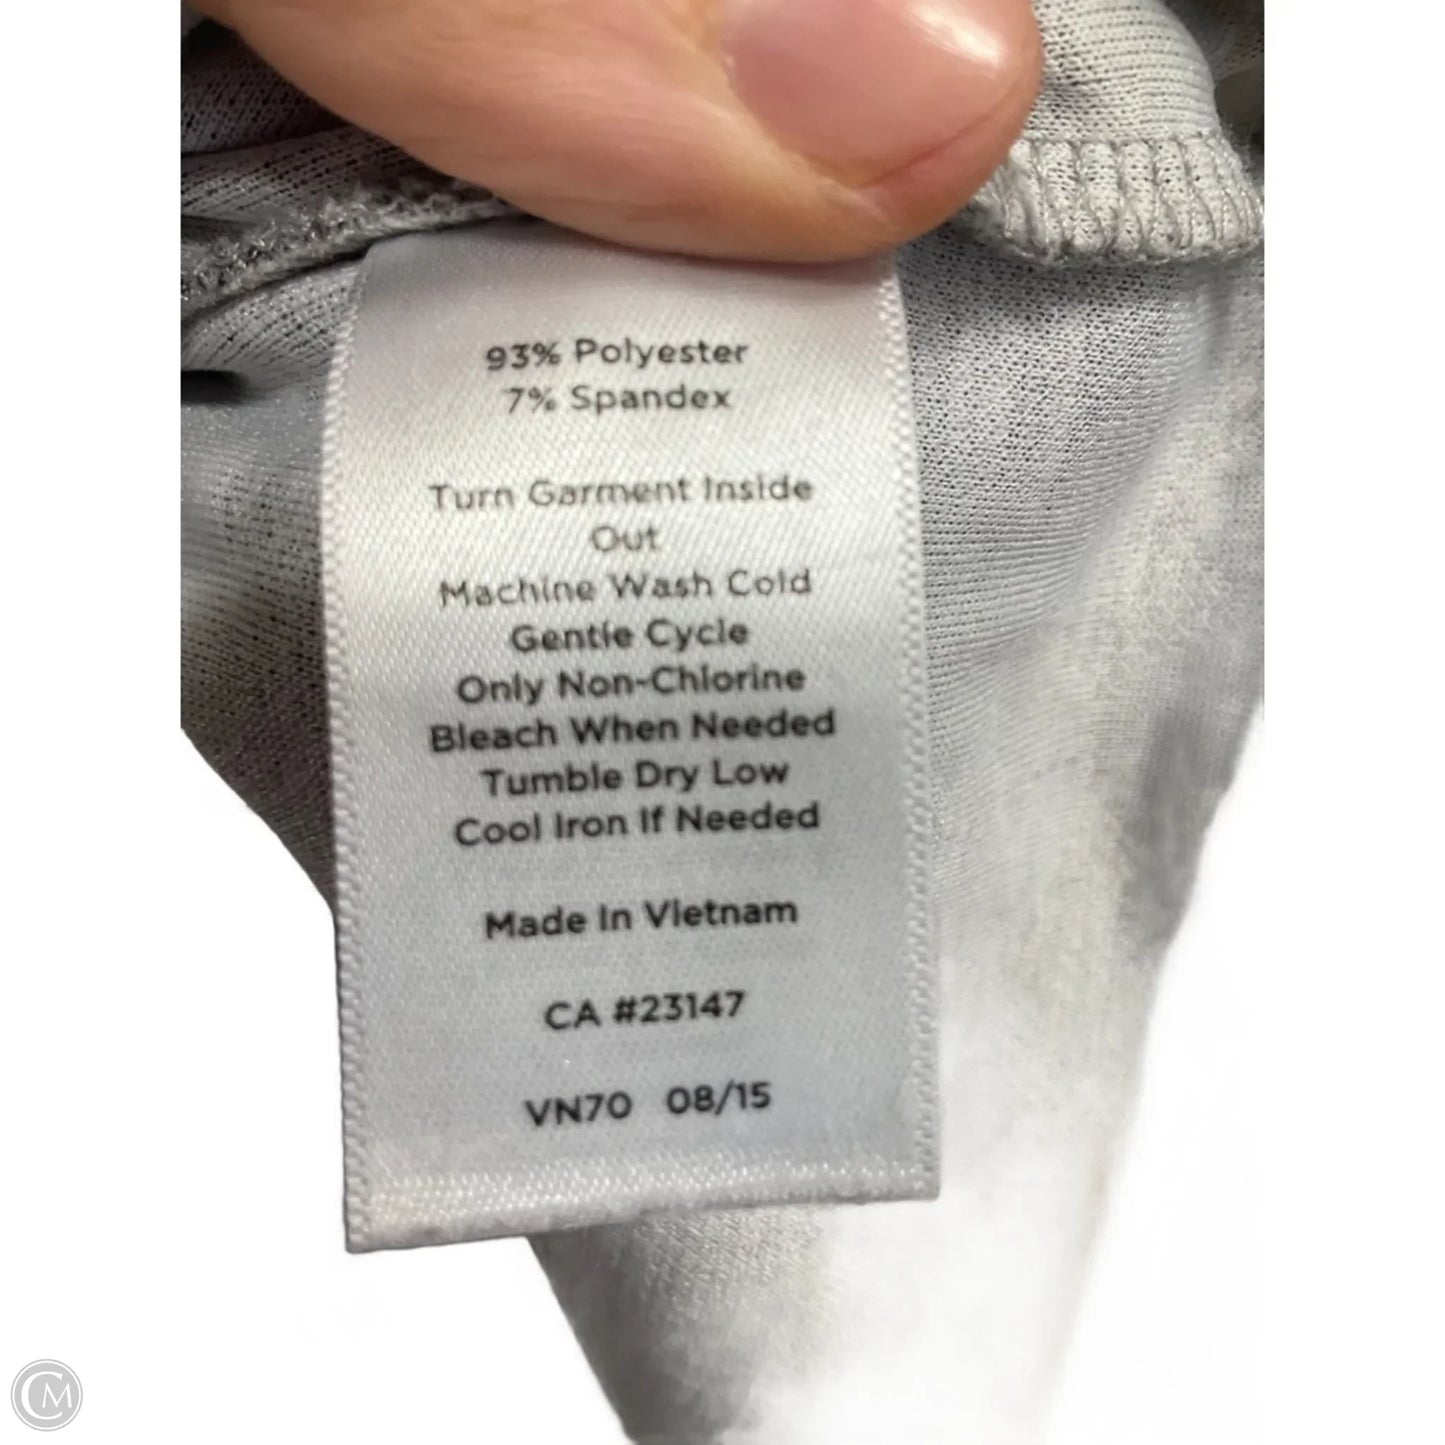 93% Polyester
7% Spandex
Turn Garment Inside
Out
Machine Wash Cold
Gentle Cycle
Only Non-Chlorine
Bleach When Needed
Tumble Dry Low
Cool Iron If Needed
Made In Vietnam
CA #23147
VN70 08/15
CM